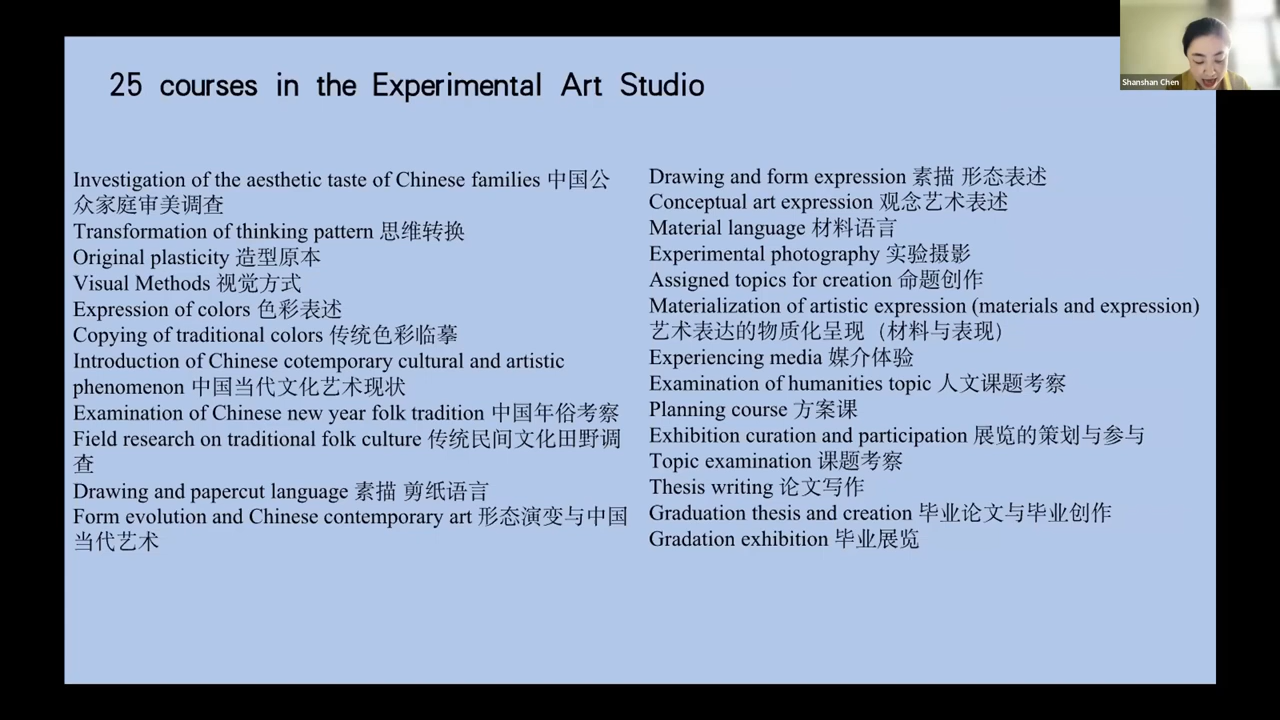 25 courses in the Experimental Art Studio
Investigation of the aesthetic taste of Chinese families 中国公
众家庭审美调查
Transformation of thinking pattern 思维转换
Original plasticity 造型原本
Visual Methods 视觉方式
Expression of colors 色彩表述
Copying of traditional colors 传统色彩临摹
Introduction of Chinese cotemporary cultural and artistic
phenomenon 中国当代文化艺术现状
Examination of Chinese new year folk tradition 中国年俗考察
Field research on traditional folk culture 传统民间文化田野调
查
Drawing and papercut language 素描 剪纸语言
Form evolution and Chinese contemporary art 形态演变与中国
当代艺术
Drawing and form expression 素描 形态表述
Conceptual art expression 观念艺术表述
Material language 材料语言
Experimental photography 实验摄影
Assigned topics for creation 命题创作
Materialization of artistic expression (materials and expression)
艺术表达的物质化呈现（材料与表现）
Experiencing media 媒介体验
Examination of humanities topic 人文课题考察
Planning course 方案课
Exhibition curation and participation 展览的策划与参与
Topic examination 课题考察
Thesis writing 论文写作
Graduation thesis and creation 毕业论文与毕业创作
Gradation exhibition 毕业展览
Shanshan Chen